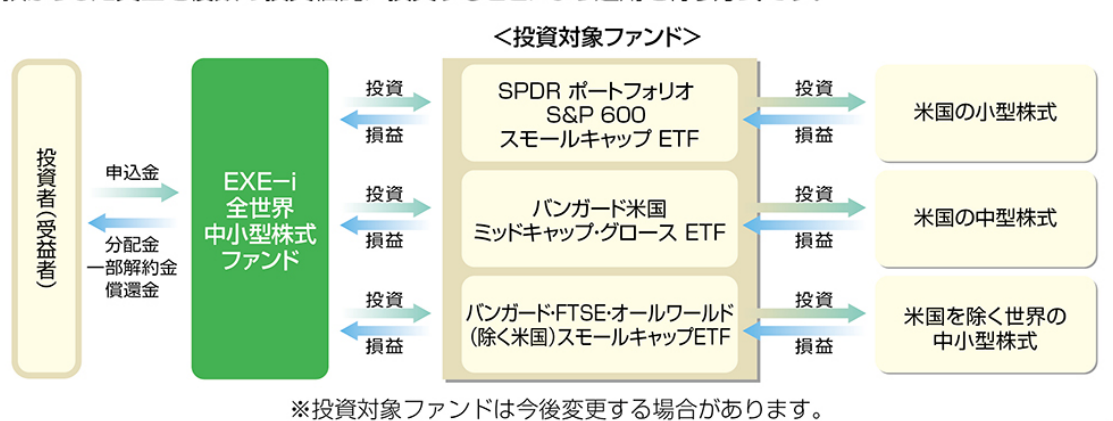 ＜投資対象ファンド＞
投資者(受益者)
申込金
分配金
一部解約金
償還金
EXE－i
全世界
中小型株式
ファンド
投資
損益
SPDR ポートフォリオ
S&P 600
スモールキャップ ETF
投資
損益
米国の小型株式
投資
損益
バンガード米国
ミッドキャップ・グロース ETF
投資
損益
米国の中型株式
投資
損益
バンガード・FTSE・オールワールド
(除く米国)スモールキャップETF
投資
損益
米国を除く世界の
中小型株式
※投資対象ファンドは今後変更する場合があります。